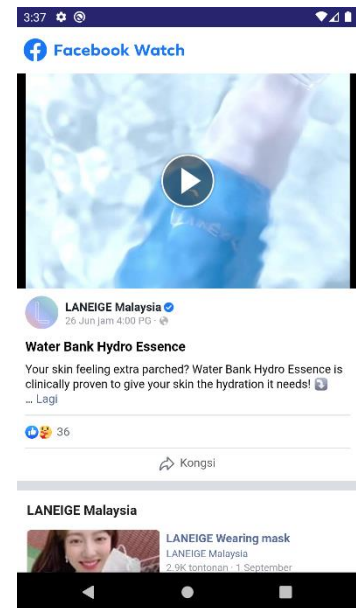 3:37
Facebook Watch
LANEIGE
LANEIGE Malaysia
26 Jun jam 4:00 PG ·
Water Bank Hydro Essence
Your skin feeling extra parched? Water Bank Hydro Essence is
clinically proven to give your skin the hydration it needs!
... Lagi
36
Kongsi
LANEIGE Malaysia
LANEIGE Wearing mask
LANEIGE Malaysia
2.9K tontonan · 1 September